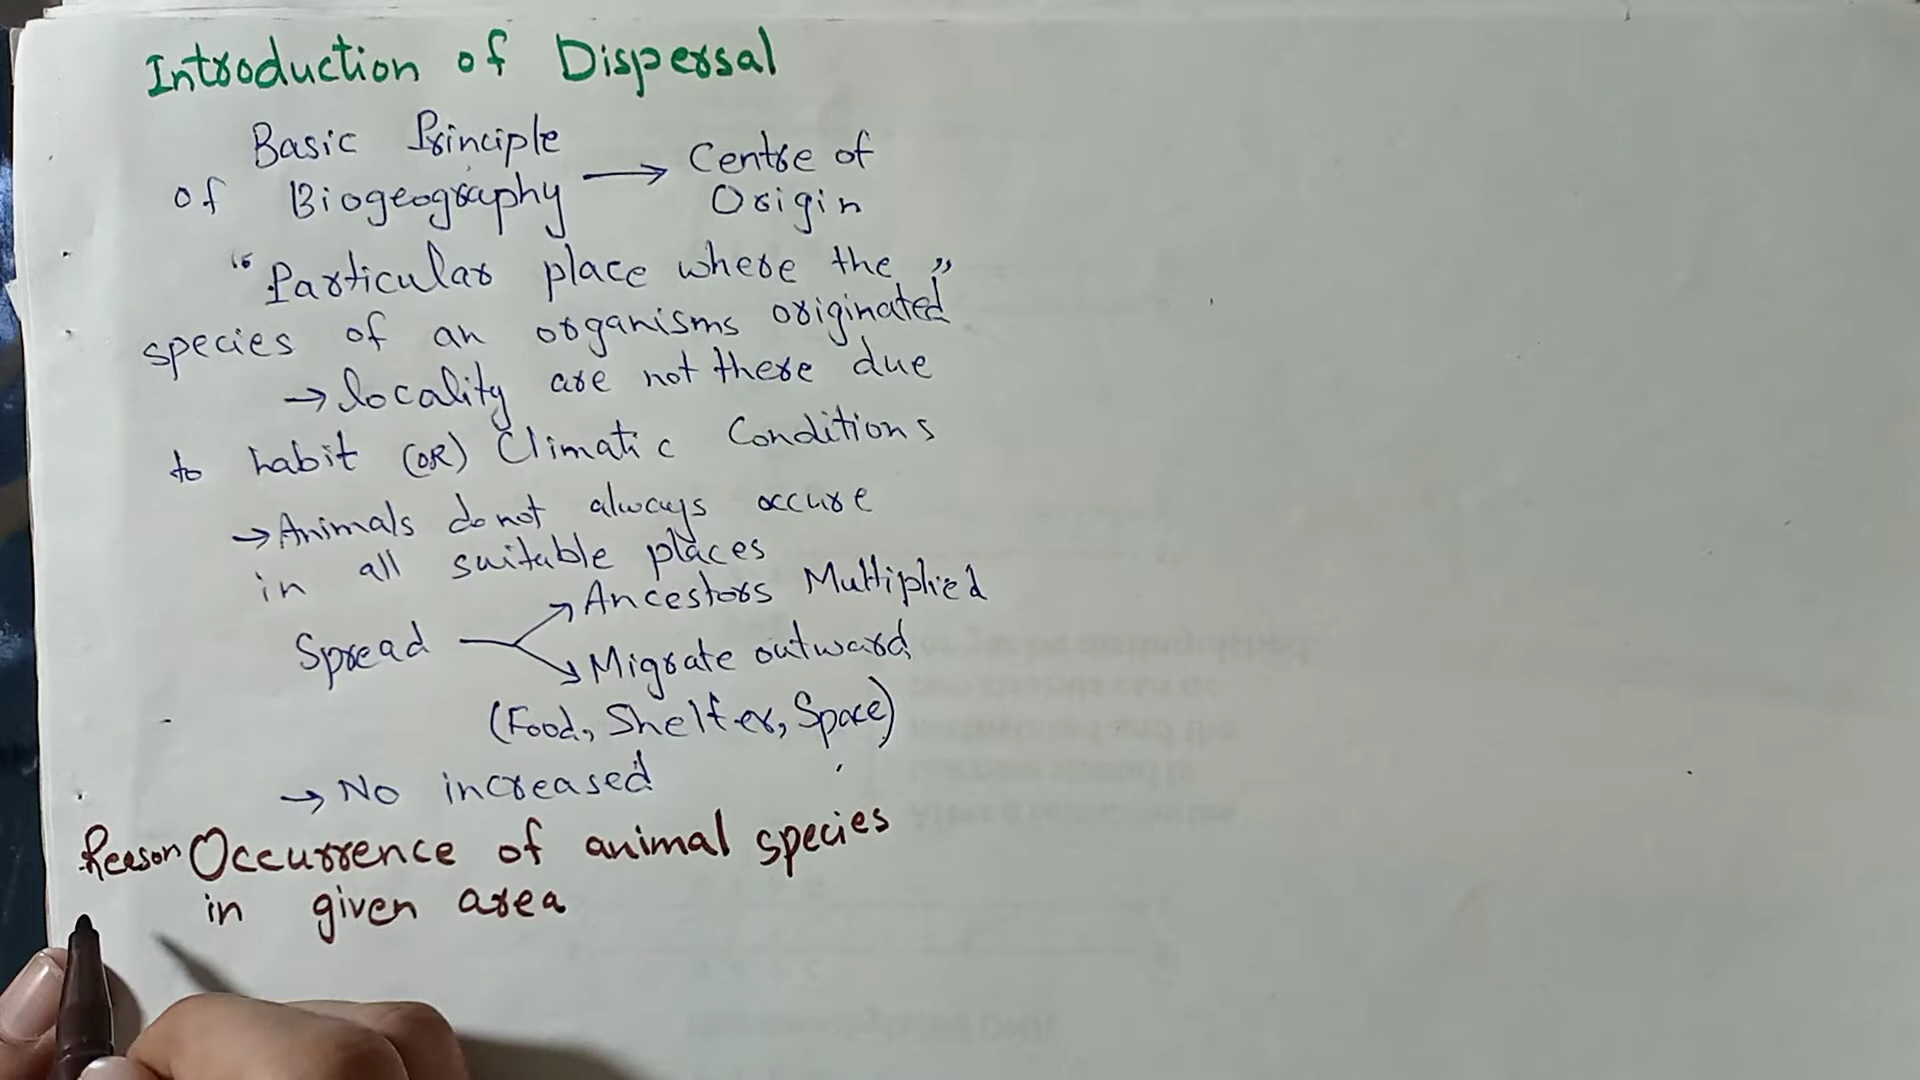 Introduction of Dispersal
Basic Principle
of Biogeography → Centre of
Origin
"Particular place where the"
species of an organisms originated
→ locality are not there due
to habit (OR) Climatic Conditions
→ Animals do not always accure
in all suitable places
Spread → Ancestors Multiplied
→ Migrate outward
(Food, Shelter, Space)
→ No increased
Reason Occurrence of animal species
in given area